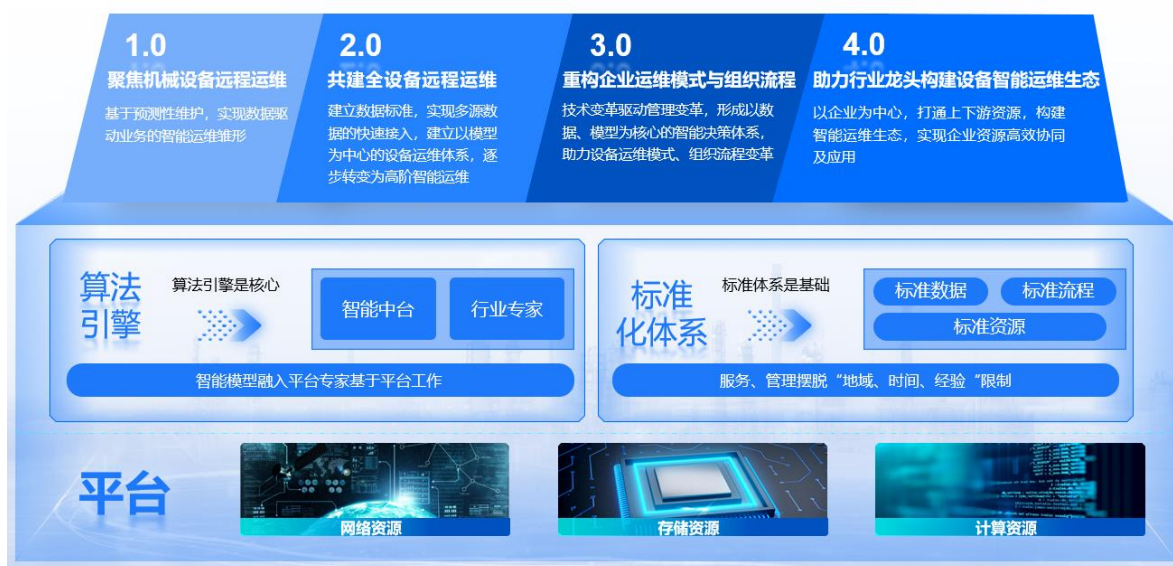 1.0
聚焦机械设备远程运维
基于预测性维护，实现数据驱
动业务的智能运维雏形
2.0
共建全设备远程运维
建立数据标准，实现多源数
据的快速接入，建立以模型
为中心的设备运维体系，逐
步转变为高阶智能运维
3.0
重构企业运维模式与组织流程
技术变革驱动管理变革，形成以数
据、模型为核心的智能决策体系，
助力设备运维模式、组织流程变革
4.0
助力行业龙头构建设备智能运维生态
以企业为中心，打通上下游资源，构建
智能运维生态，实现企业资源高效协同
及应用
算法
引擎
算法引擎是核心
智能中台
行业专家
智能模型融入平台专家基于平台工作
标准
化体系
标准体系是基础
标准数据
标准流程
标准资源
服务、管理摆脱“地域、时间、经验“限制
平台
网络资源
存储资源
计算资源